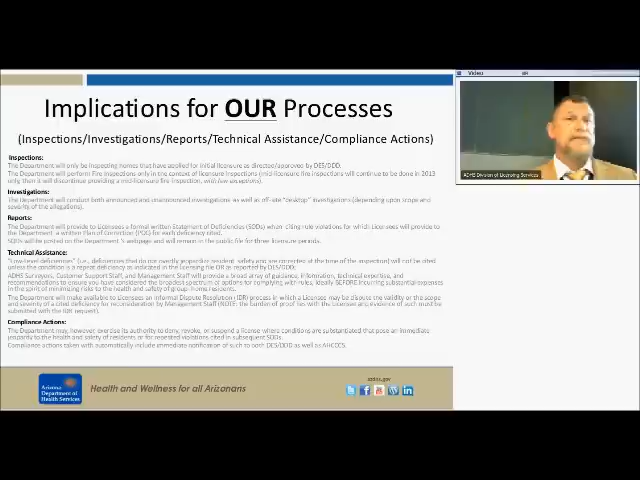 Implications for OUR Processes
(Inspections/Investigations/Reports/Technical Assistance/Compliance Actions)
Inspections:
The Department will only be inspecting homes that have applied for initial licensure as directed/approved by DES/DDD.
The Department will perform Fire Inspections only in the context of licensure inspections (mid-licensure fire inspections will continue to be done in 2013
only then it will discontinue providing a mid-licensure fire inspection, with few exceptions).
Investigations:
The Department will conduct both announced and unannounced investigations as well as off-site "desktop" investigations (depending upon scope and
severity of the allegations).
Reports:
The Department will provide to Licensees a formal written Statement of Deficiencies (SODs) when citing rule violations for which Licensees will provide to
the Department a written Plan of Correction (POC) for each deficiency cited.
SODs will be posted on the Department's webpage and will remain in the public file for three licensure periods.
Technical Assistance:
"Low-level deficiencies" (i.e., deficiencies that do not overtly jeopardize resident safety and are corrected at the time of the inspection) will not be cited
unless the condition is a repeat deficiency as indicated in the licensing file OR as reported by DES/DDD;
ADHS Surveyors, Customer Support Staff, and Management Staff will provide a broad array of guidance, information, technical expertise, and
recommendations to ensure you have considered the broadest spectrum of options for complying with rules, ideally BEFORE incurring substantial expenses
in the spirit of minimizing risks to the health and safety of group home residents.
The Department will make available to Licensees an Informal Dispute Resolution (IDR) process in which a Licensee may dispute the validity or the scope
and severity of a cited deficiency for reconsideration by Management Staff (NOTE: the burden of proof lies with the Licensee and evidence of such must be
submitted with the IDR request).
Compliance Actions:
The Department may, however, exercise its authority to deny, revoke, or suspend a license where conditions are substantiated that pose an immediate
jeopardy to the health and safety of residents or for repeated violations cited in subsequent SODs.
Compliance actions taken with automatically include immediate notification of such to both DES/DDD as well as AHCCCS.
Arizona
Department of
Health Services
Health and Wellness for all Arizonans
azdhs.gov
Video
ADHS Division of Licensing Services